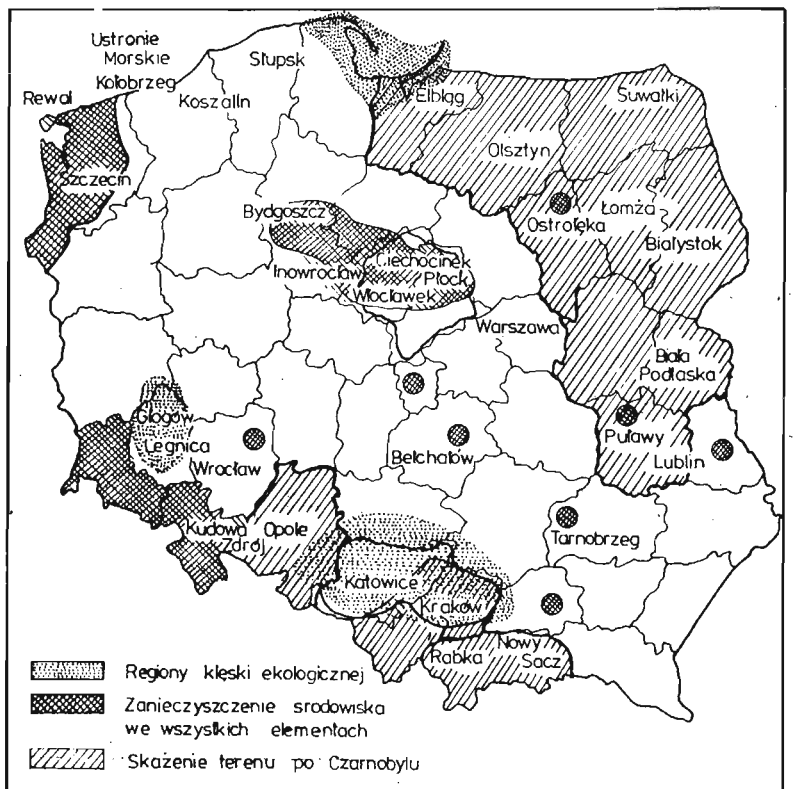 Ustronie
Morskie
Kołobrzeg
Słupsk
Rewal
Koszalin
Elbląg
Suwałki
Olsztyn
Szczecin
Bydgoszcz
Ostrołęka
Łomża
Białystok
Ciechocinek
Inowrocław
Płock
Włocławek
Warszawa
Biała
Podlaska
Głogów
Legnica
Wrocław
Bełchatów
Puławy
Lublin
Kudowa
Zdrój
Opole
Tarnobrzeg
Katowice
Kraków
Rabka
Nowy
Sacz
Regiony klęski ekologicznej
Zanieczyszczenie srodowiska
we wszystkich elementach
Skażenie terenu po Czarnobylu